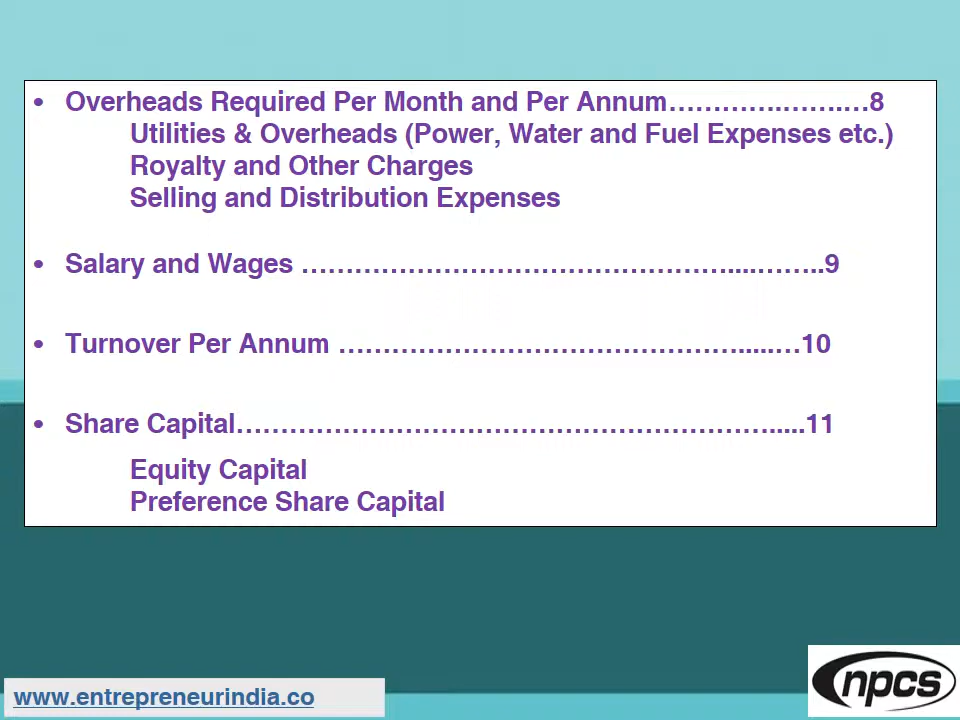 • Overheads Required Per Month and Per Annum………….…….…8
Utilities & Overheads (Power, Water and Fuel Expenses etc.)
Royalty and Other Charges
Selling and Distribution Expenses
• Salary and Wages …………………………………………....……..9
• Turnover Per Annum ……………………………………….....…10
• Share Capital…………………………………………………….....11
Equity Capital
Preference Share Capital
www.entrepreneurindia.co
npcs